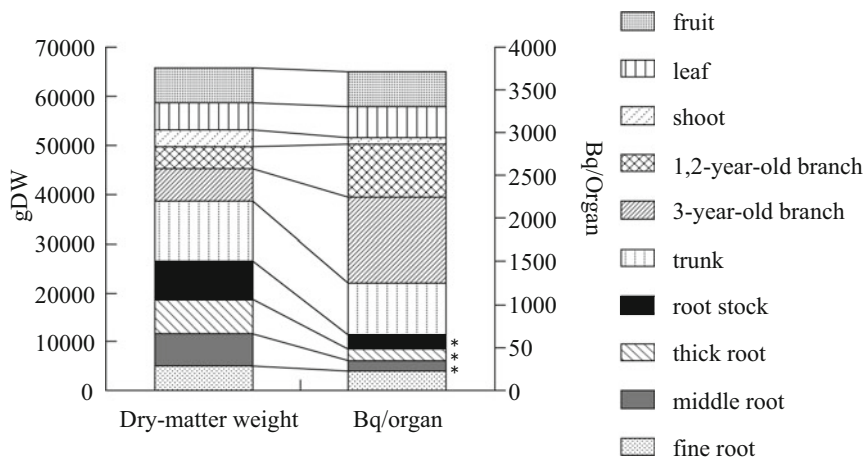 70000
60000
50000
40000
30000
20000
10000
0
gDW
4000
3500
3000
2500
2000
1500
1000
50
0
Bq/Organ
*
*
*
Dry-matter weight
Bq/organ
fruit
leaf
shoot
1,2-year-old branch
3-year-old branch
trunk
root stock
thick root
middle root
fine root